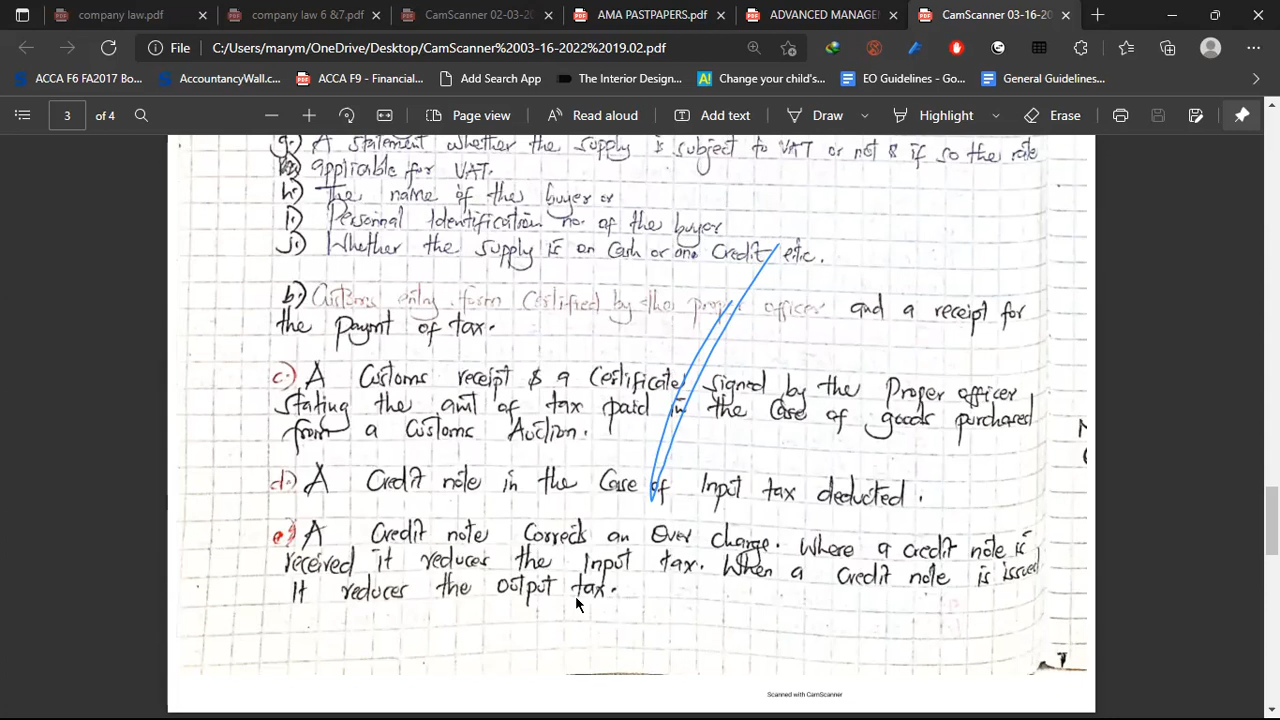 company law.pdf
company law 6 &7.pdf
CamScanner 03-03-20
AMA PASTPAPERS.pdf
ADVANCED MANAGE
CamScanner 03-16-20
File C:/Users/marym/OneDrive/Desktop/CamScanner%2003-16-2022%2019.02.pdf
ACCA F6 FA2017 Bo...
AccountancyWall.c...
ACCA F9 - Financial...
Add Search App
The Interior Design...
Change your child's...
EO Guidelines - Go...
General Guidelines...
3 of 4
Page view
Read aloud
Add text
Draw
Highlight
Erase
g.) A statement whether the supply is subject to VAT or not & if so the rate
applicable for VAT.
h) The name of the buyer or
i.) Personnal Identification no. of the buyer
j.) Whether the supply is on Cash or on Credit etc.
b.) Customs entry form Certified by the proper officer and a receipt for
the Paymt of tax.
c.) A Customs receipt & a Certificate signed by the Proper officer
stating the amt of tax paid in the Case of goods purchased
from a Customs Auction.
d.) A Credit note in the Case of Input tax deducted.
e.) A Credit note Corrects an Over charge. Where a credit note is
received it reduces the Input tax. When a Credit note is issued
it reduces the output tax.
Scanned with CamScanner